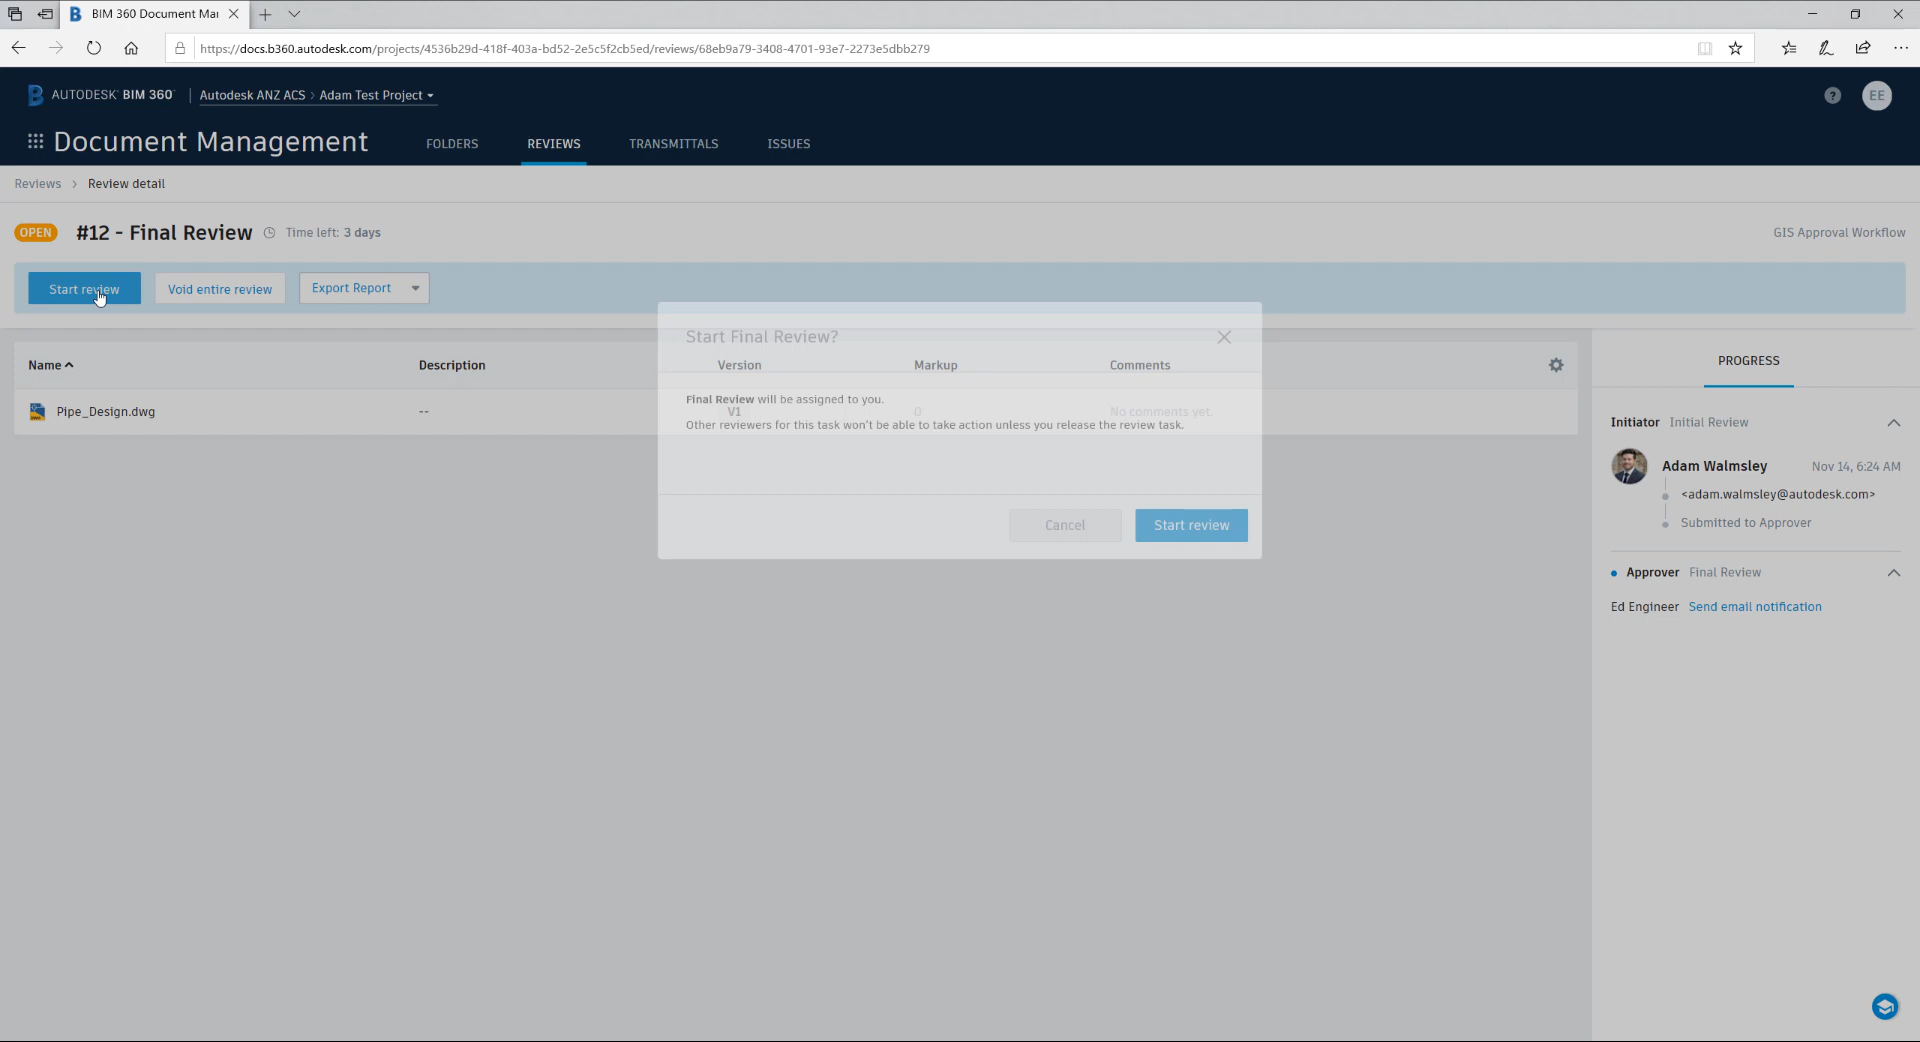 BIM 360 Document Mar
https://docs.b360.autodesk.com/projects/4536b29d-418f-403a-bd52-2e5c5f2cb5ed/reviews/68eb9a79-3408-4701-93e7-2273e5dbb279
AUTODESK® BIM 360™ Autodesk ANZ ACS > Adam Test Project
? EE
Document Management FOLDERS REVIEWS TRANSMITTALS ISSUES
Reviews > Review detail
OPEN #12 - Final Review Time left: 3 days
GIS Approval Workflow
Start review Void entire review Export Report
Start Final Review?
Name Description Version Markup Comments
Final Review will be assigned to you.
Pipe_Design.dwg -- V1 0 No comments yet.
Other reviewers for this task won't be able to take action unless you release the review task.
Cancel Start review
PROGRESS
Initiator Initial Review
Adam Walmsley Nov 14, 6:24 AM
<adam.walmsley@autodesk.com>
Submitted to Approver
Approver Final Review
Ed Engineer Send email notification